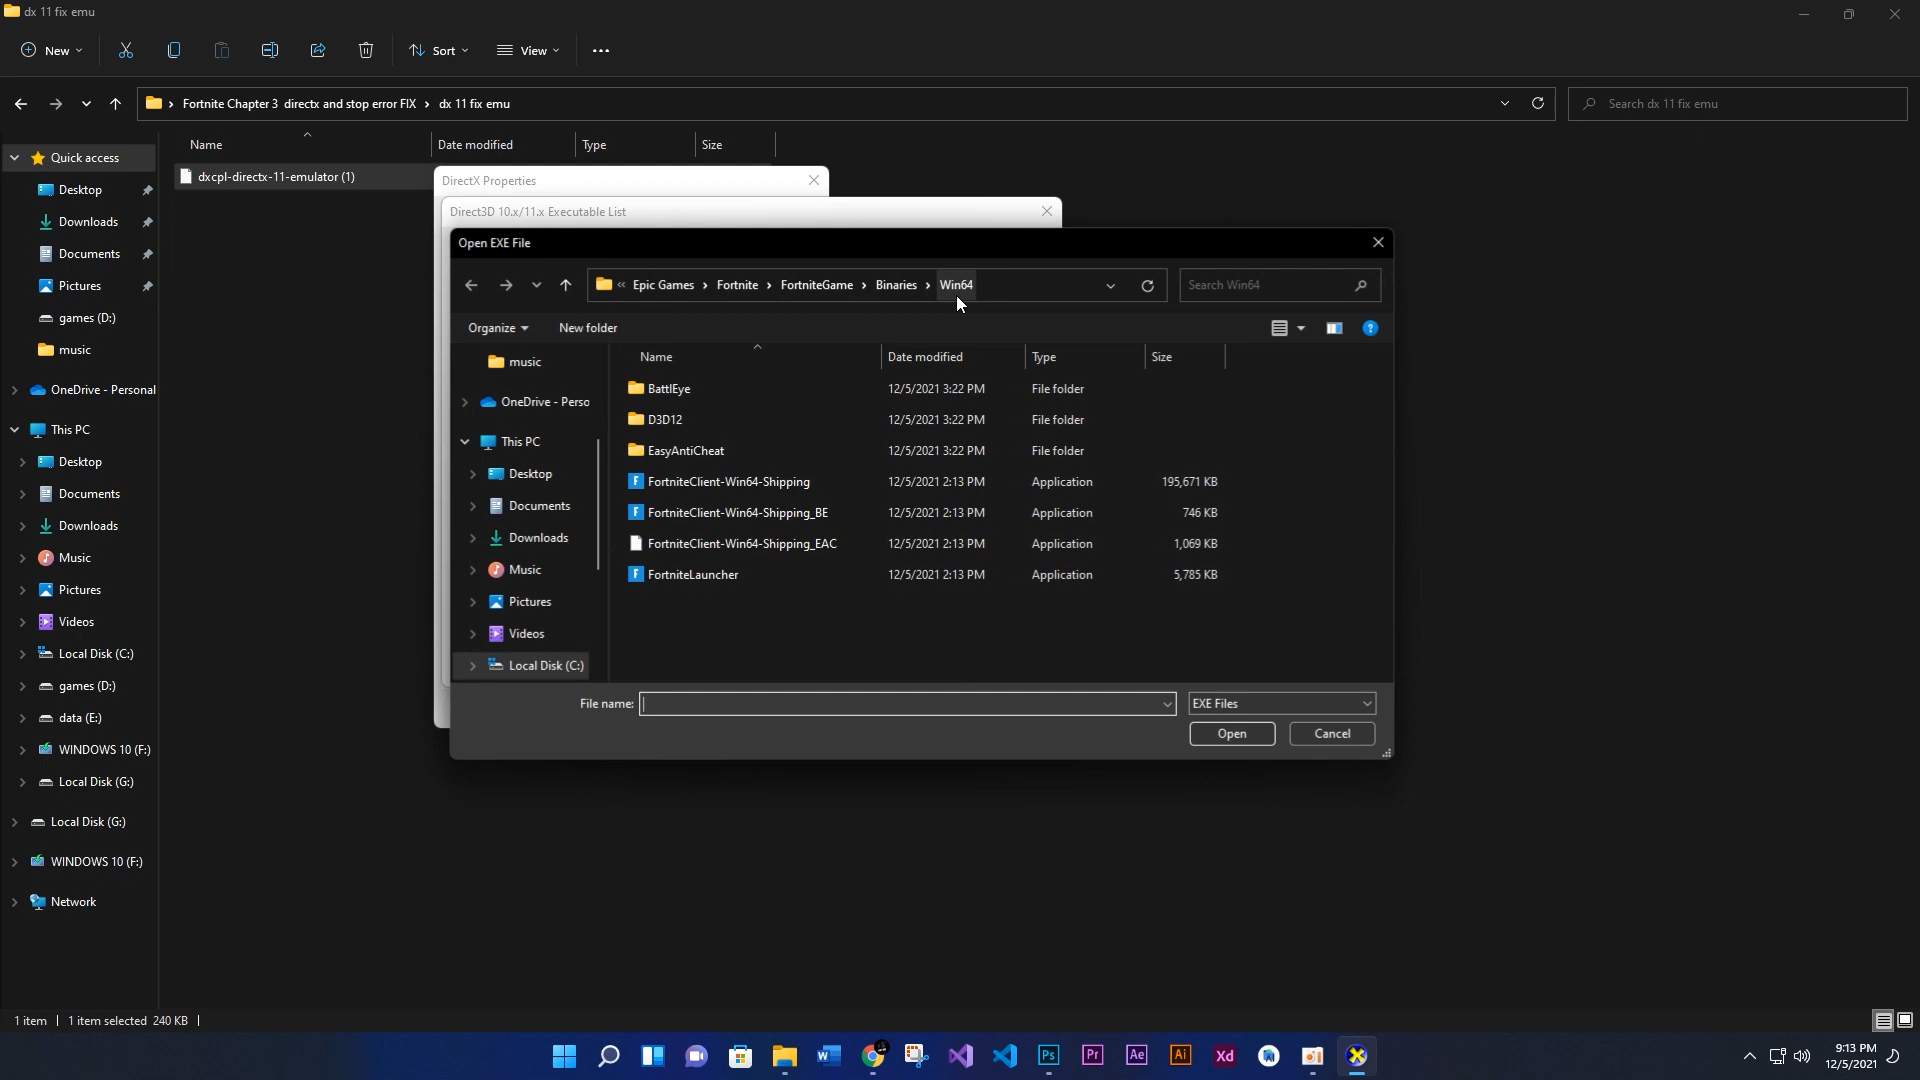 dx 11 fix emu
New
Sort
View
Fortnite Chapter 3 directx and stop error FIX > dx 11 fix emu
Search dx 11 fix emu
Name
Date modified
Type
Size
Quick access
Desktop
Downloads
Documents
Pictures
games (D:)
music
OneDrive - Personal
This PC
Desktop
Documents
Downloads
Music
Pictures
Videos
Local Disk (C:)
games (D:)
data (E:)
WINDOWS 10 (F:)
Local Disk (G:)
Local Disk (G:)
WINDOWS 10 (F:)
Network
dxcpl-directx-11-emulator (1)
DirectX Properties
Direct3D 10.x/11.x Executable List
Open EXE File
« Epic Games > Fortnite > FortniteGame > Binaries > Win64
Search Win64
Organize
New folder
music
OneDrive - Perso
This PC
Desktop
Documents
Downloads
Music
Pictures
Videos
Local Disk (C:)
Name Date modified Type Size
BattlEye 12/5/2021 3:22 PM File folder
D3D12 12/5/2021 3:22 PM File folder
EasyAntiCheat 12/5/2021 3:22 PM File folder
FortniteClient-Win64-Shipping 12/5/2021 2:13 PM Application 195,671 KB
FortniteClient-Win64-Shipping_BE 12/5/2021 2:13 PM Application 746 KB
FortniteClient-Win64-Shipping_EAC 12/5/2021 2:13 PM Application 1,069 KB
FortniteLauncher 12/5/2021 2:13 PM Application 5,785 KB
File name:
EXE Files
Open
Cancel
1 item
1 item selected 240 KB
Ps
Pr
Ae
Ai
Xd
9:13 PM
12/5/2021